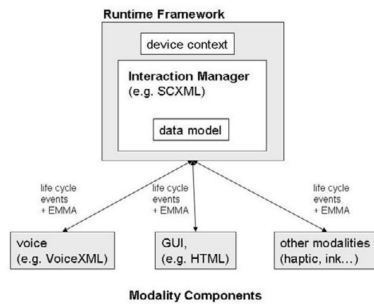 Runtime Framework
device context
Interaction Manager
(e.g. SCXML)
data model
life cycle
events
+ EMMA
life cycle
events
+ EMMA
life cycle
events
+ EMMA
voice
(e.g. VoiceXML)
GUI,
(e.g. HTML)
other modalities
(haptic, ink...)
Modality Components